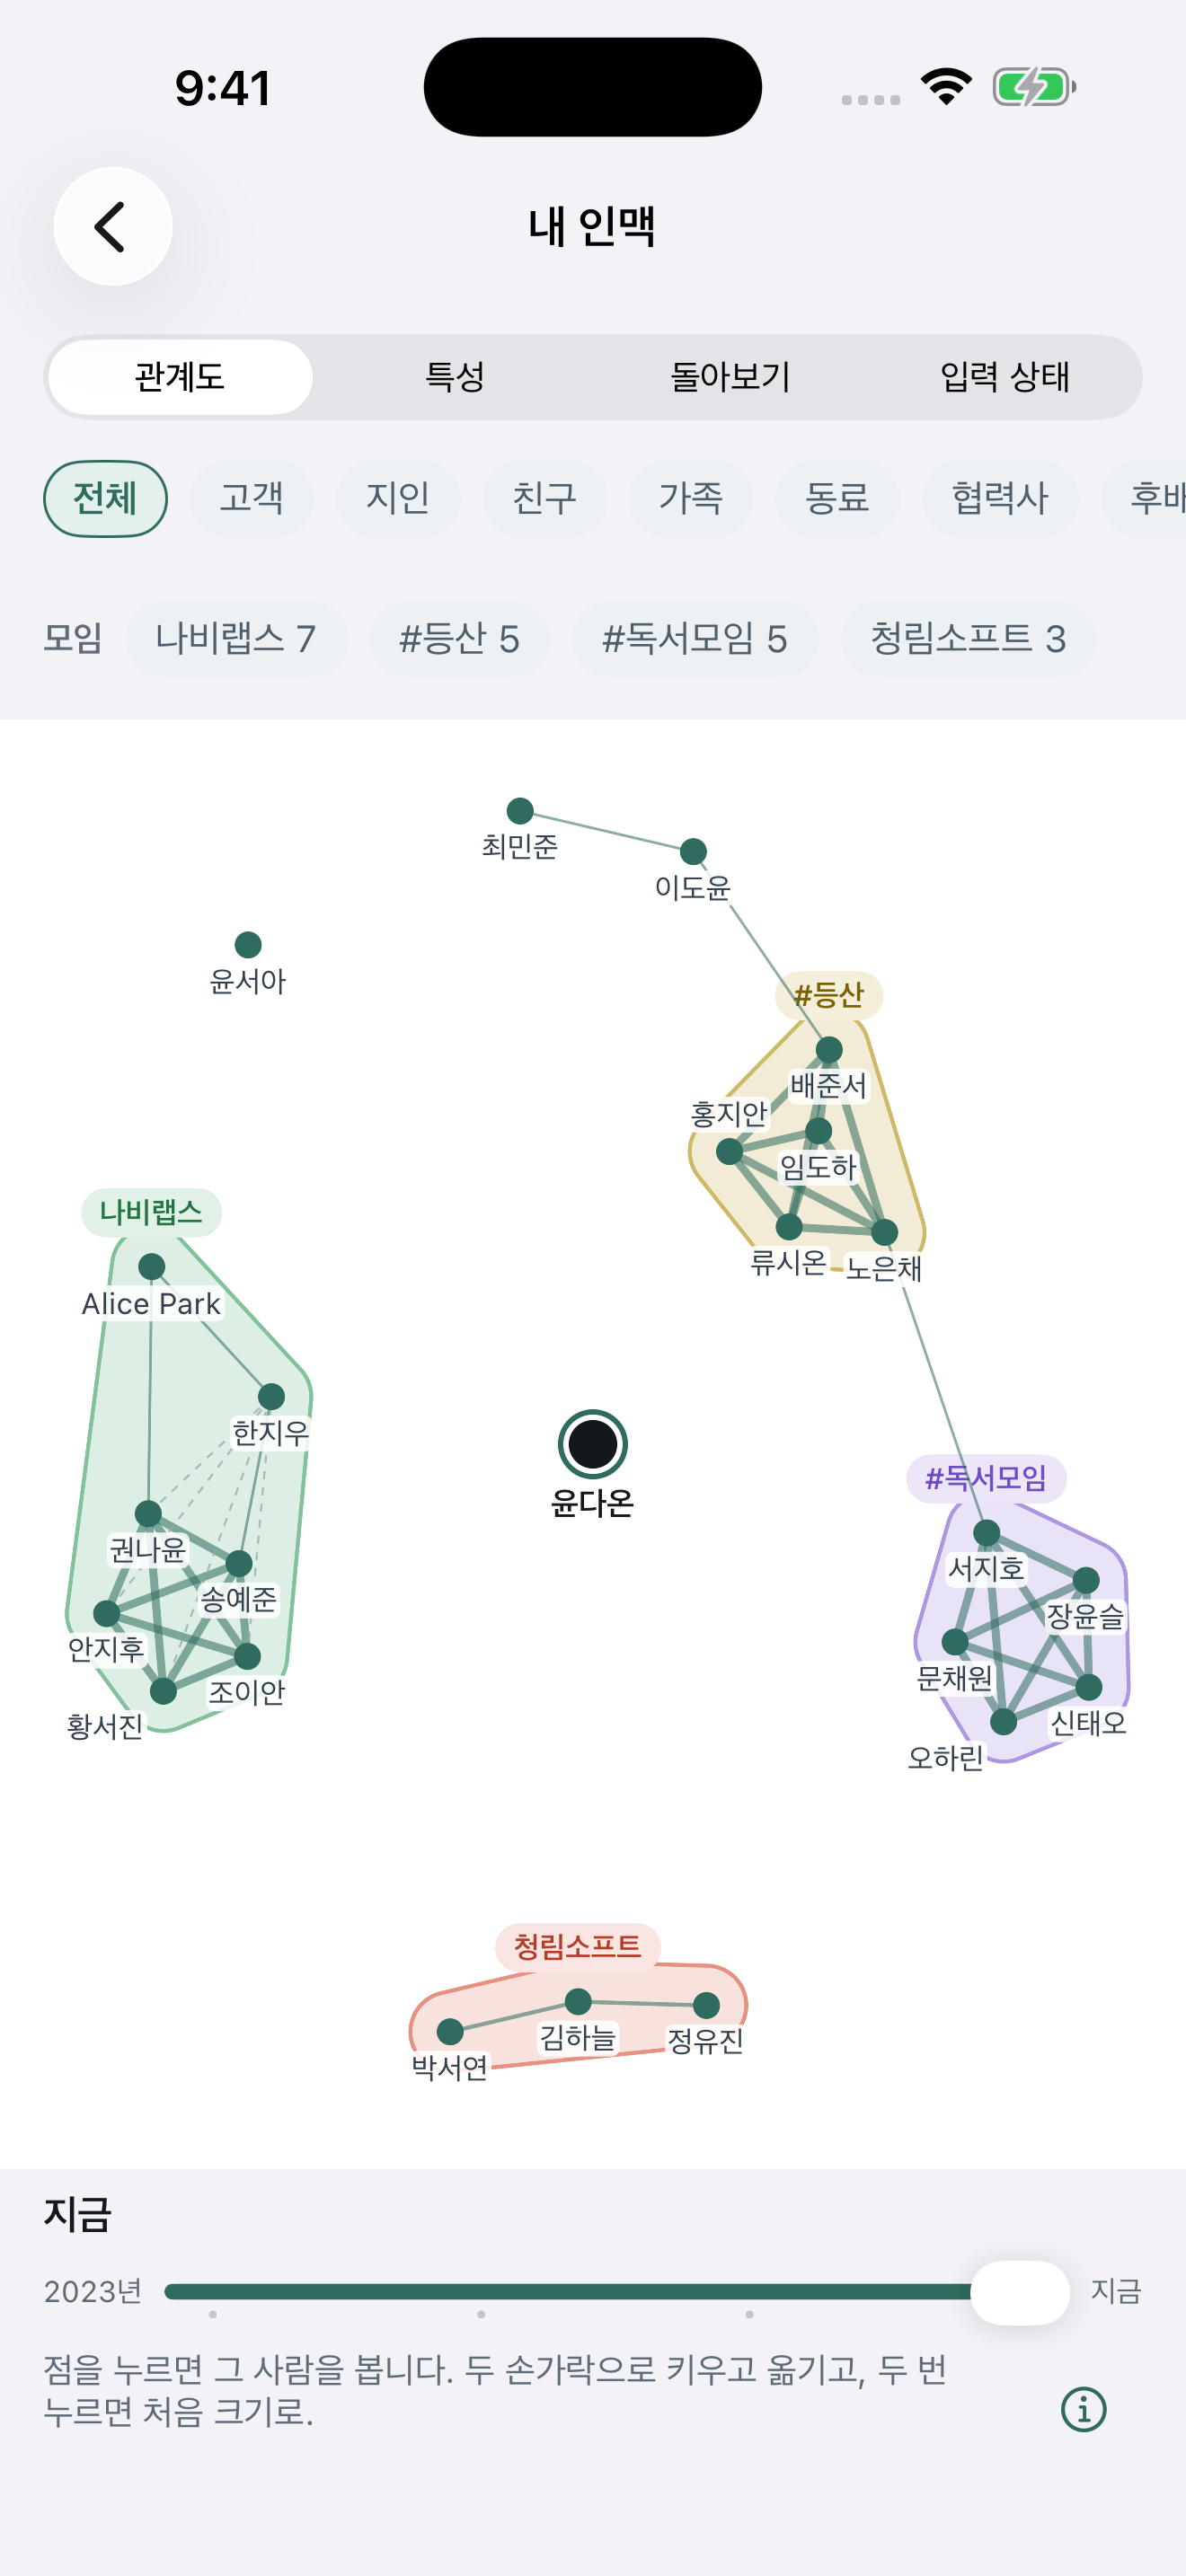 9:41
내 인맥
관계도 특성 돌아보기 입력 상태
전체 고객 지인 친구 가족 동료 협력사
모임 나비랩스 7 #등산 5 #독서모임 5 청림소프트 3
최민준
이도윤
윤서아
#등산
배준서
홍지안
임도하
나비랩스
류시온 노은채
Alice Park
한지우
#독서모임
윤다온
권나윤
서지호
송예준
장윤슬
안지후
문채원
조이안
황서진
신태오
오하린
청림소프트
김하늘 정유진
박서연
지금
2023년 지금
점을 누르면 그 사람을 봅니다. 두 손가락으로 키우고 옮기고, 두 번
누르면 처음 크기로.